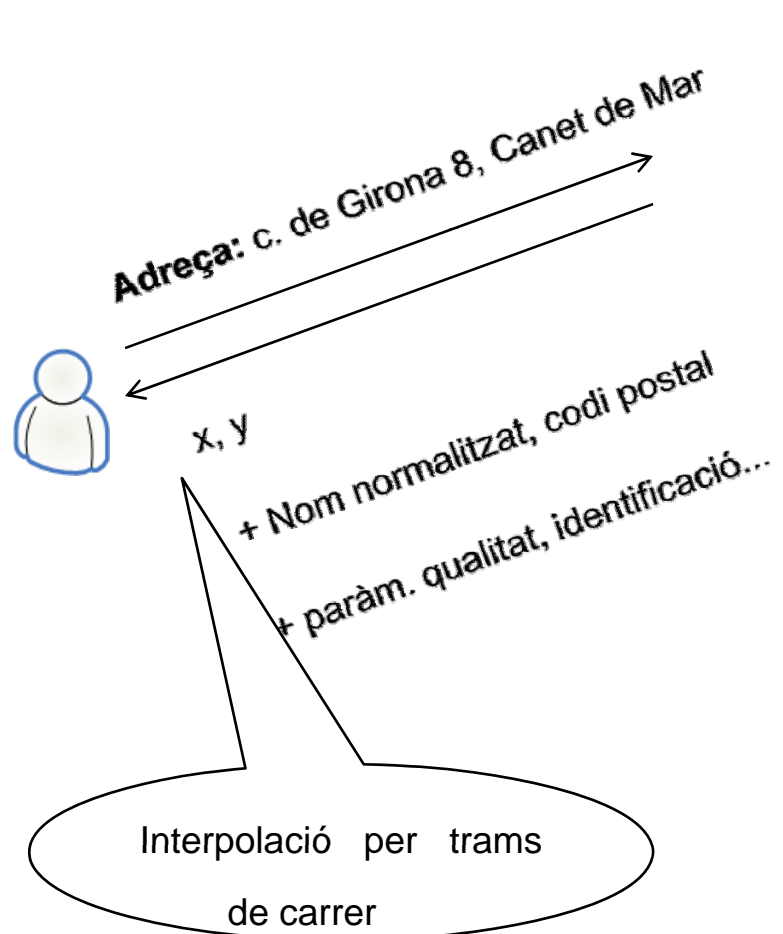 Adreça: c. de Girona 8, Canet de Mar
x, y
+ Nom normalitzat, codi postal
+ paràm. qualitat, identificació...
Interpolació per trams
de carrer